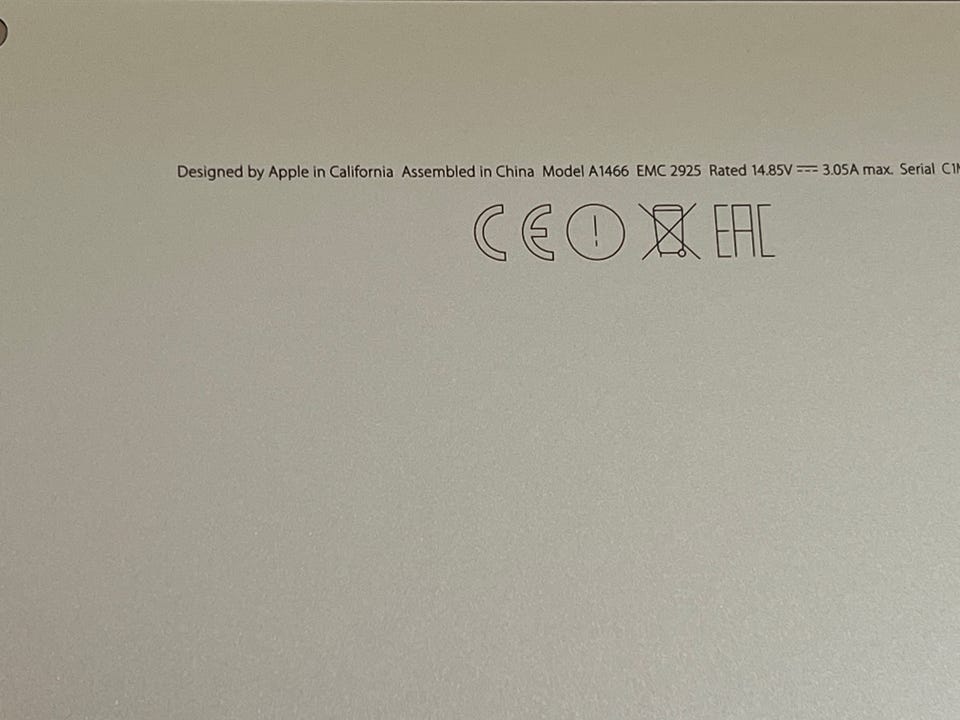 Designed by Apple in California Assembled in China Model A1466 EMC 2925 Rated 14.85V ⎓ 3.05A max. Serial
CE ! EAC